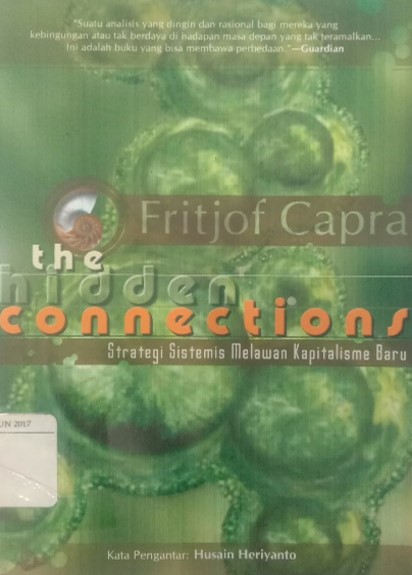 "Suatu analisis yang dingin dan rasional bagi mereka yang
kebingungan atau tak berdaya di hadapan masa depan yang tak teramalkan...
Ini adalah buku yang bisa membawa perbedaan."—Guardian
Fritjof Capra
the
hidden
connections
Strategi Sistemis Melawan Kapitalisme Baru
UN 2017
Kata Pengantar: Husain Heriyanto